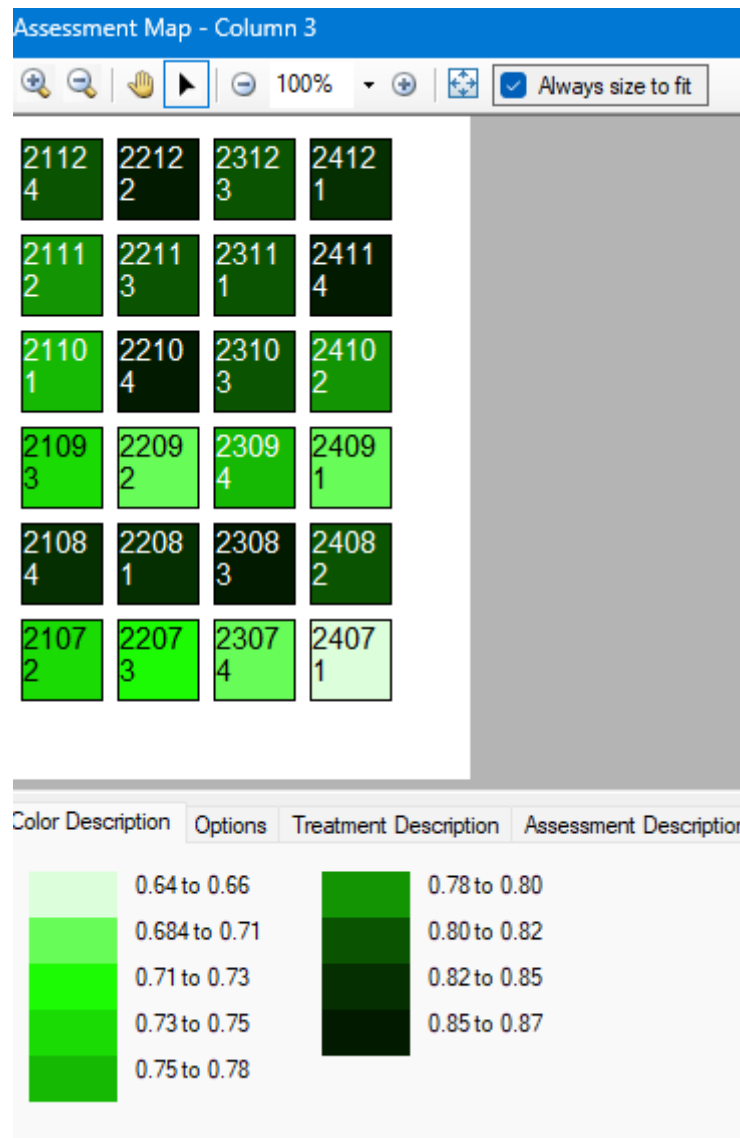 Assessment Map - Column 3
100% Always size to fit
2112 2212 2312 2412
4 2 3 1
2111 2211 2311 2411
2 3 1 4
2110 2210 2310 2410
1 4 3 2
2109 2209 2309 2409
3 2 4 1
2108 2208 2308 2408
4 1 3 2
2107 2207 2307 2407
2 3 4 1
Color Description Options Treatment Description Assessment Description
0.64 to 0.66 0.78 to 0.80
0.684 to 0.71 0.80 to 0.82
0.71 to 0.73 0.82 to 0.85
0.73 to 0.75 0.85 to 0.87
0.75 to 0.78